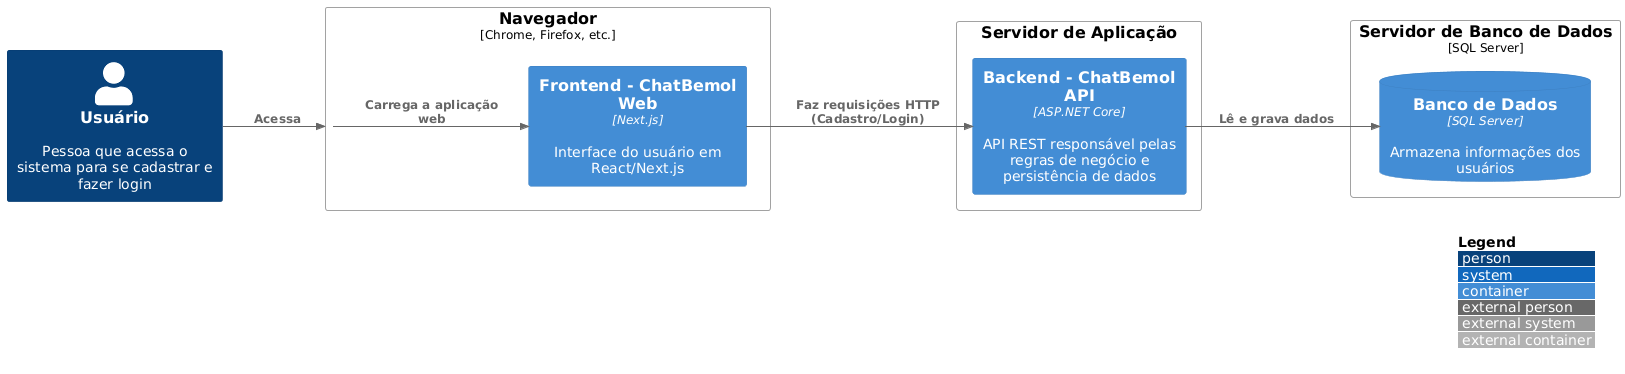 Usuário
Pessoa que acessa o
sistema para se cadastrar e
fazer login
Acessa
Navegador
[Chrome, Firefox, etc.]
Carrega a aplicação
web
Frontend - ChatBemol
Web
[Next.js]
Interface do usuário em
React/Next.js
Faz requisições HTTP
(Cadastro/Login)
Servidor de Aplicação
Backend - ChatBemol
API
[ASP.NET Core]
API REST responsável pelas
regras de negócio e
persistência de dados
Lê e grava dados
Servidor de Banco de Dados
[SQL Server]
Banco de Dados
[SQL Server]
Armazena informações dos
usuários
Legend
person
system
container
external person
external system
external container